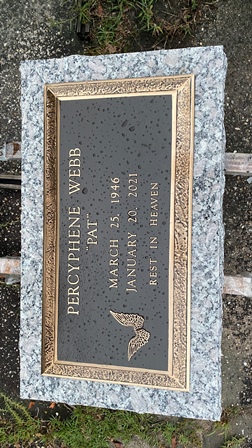 PERCYPHENE WEBB
"PAT"
MARCH 25, 1946
JANUARY 20, 2021
REST IN HEAVEN